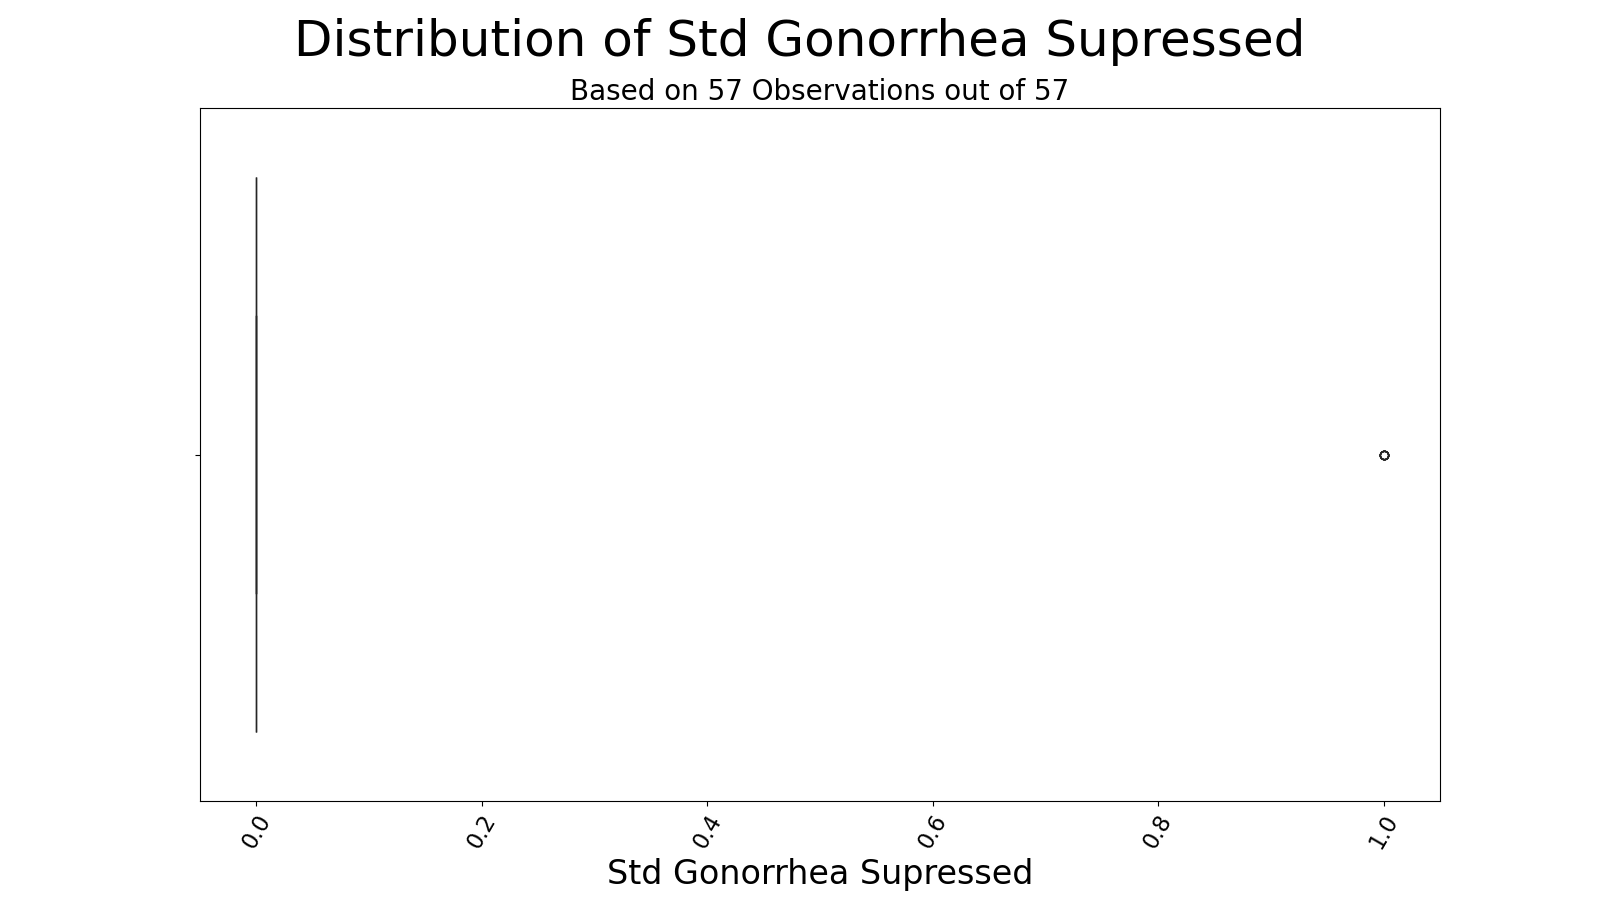 Distribution of Std Gonorrhea Supressed
Based on 57 Observations out of 57
0.0
0.2
0.4
0.6
0.8
1.0
Std Gonorrhea Supressed